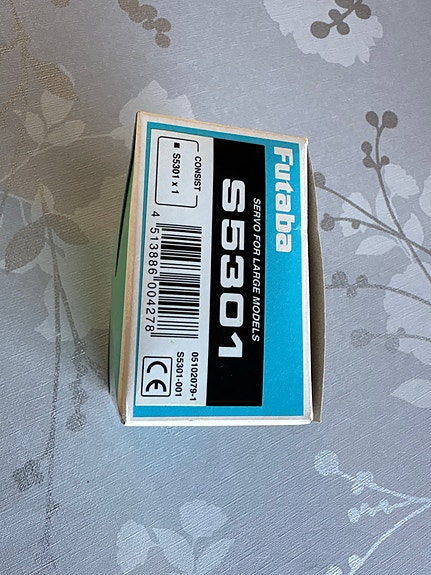 Futaba
SERVO FOR LARGE MODELS
S5301
CONSIST
■ S5301 x 1
4 513886 004278
05102079-1
S5301-001
CE